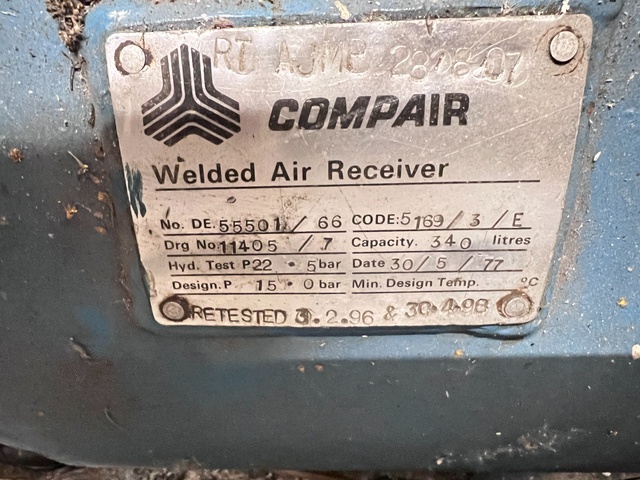 RT AJMB 2808 07
COMPAIR
Welded Air Receiver
No. DE. 55501 / 66 CODE: 5169 / 3 / E
Drg No. 11405 / 7 Capacity. 340 litres
Hyd. Test P 22 • 5 bar Date 30 / 5 / 77
Design. P 15 • 0 bar Min. Design Temp. °C
RETESTED .2.96 & 30.4.98